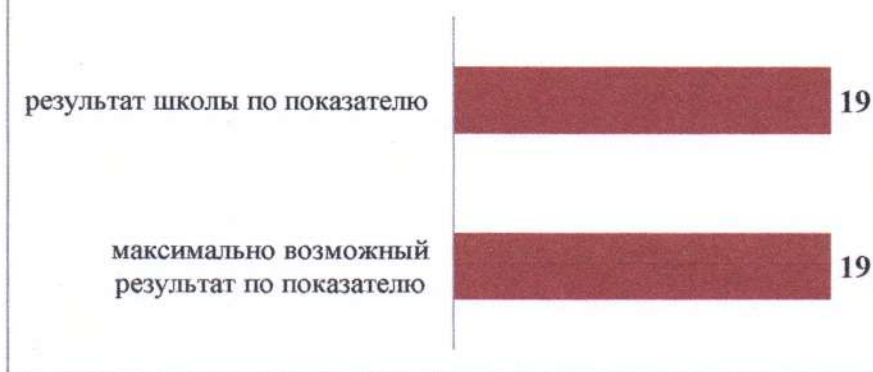 результат школы по показателю
19
максимально возможный
результат по показателю
19